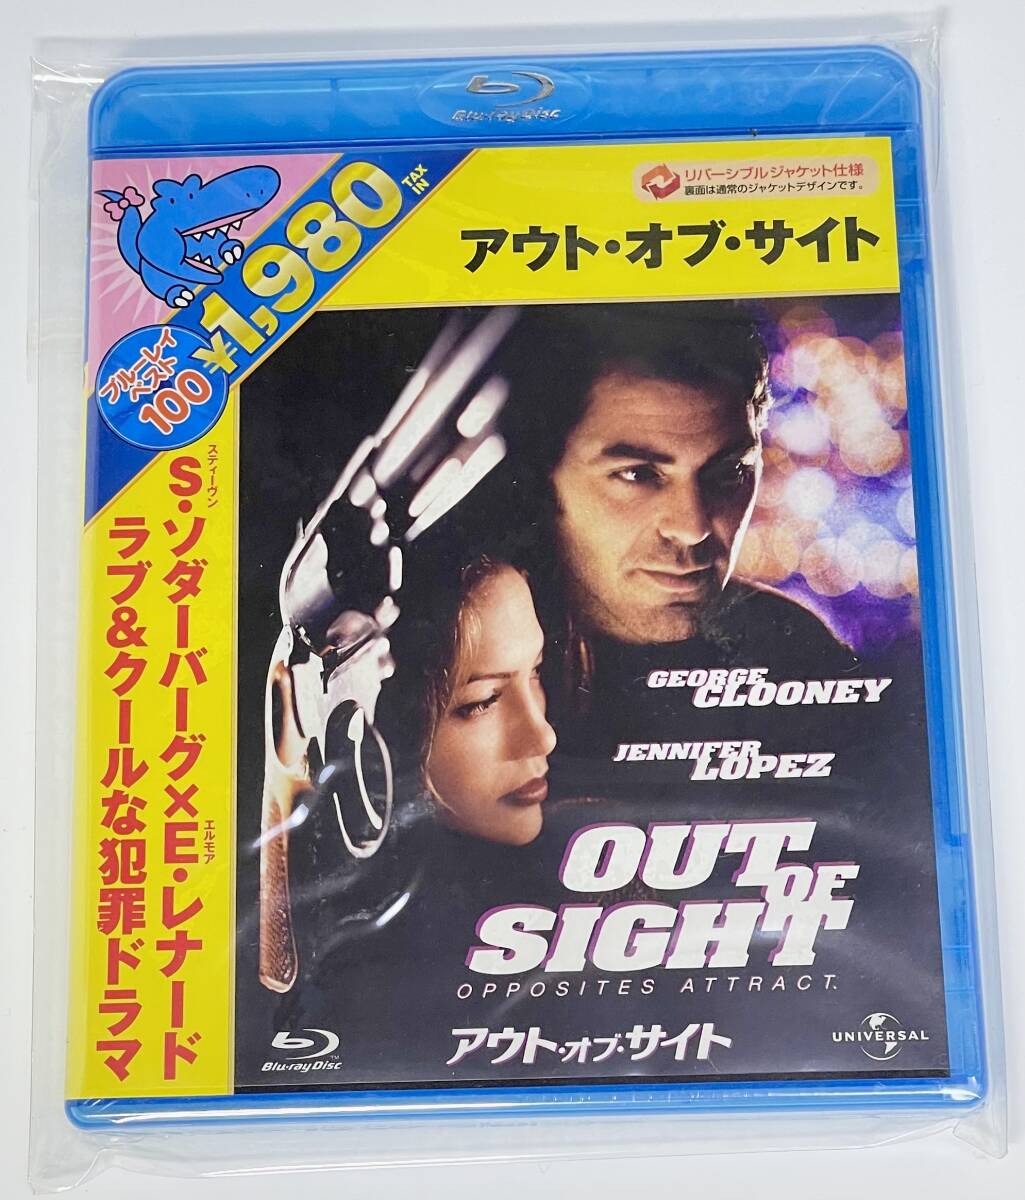 Blu-ray Disc
¥1,980
TAX IN
ブルーレイ
ベスト
100
リバーシブルジャケット仕様
裏面は通常のジャケットデザインです。
アウト・オブ・サイト
スティーヴン
エルモア
S・ソダーバーグ×E・レナード
ラブ&クールな犯罪ドラマ
GEORGE
CLOONEY
JENNIFER
LOPEZ
OUT OF
SIGHT
OPPOSITES ATTRACT.
Blu-ray Disc™
アウト・オブ・サイト
UNIVERSAL